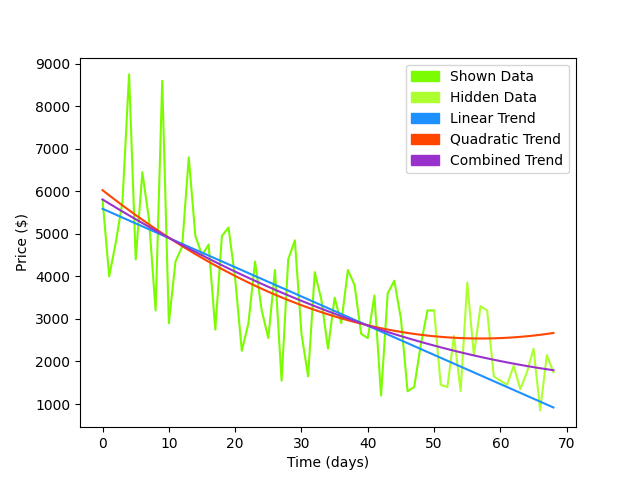 9000
8000
7000
6000
5000
4000
3000
2000
1000
Price ($)
Shown Data
Hidden Data
Linear Trend
Quadratic Trend
Combined Trend
0 10 20 30 40 50 60 70
Time (days)